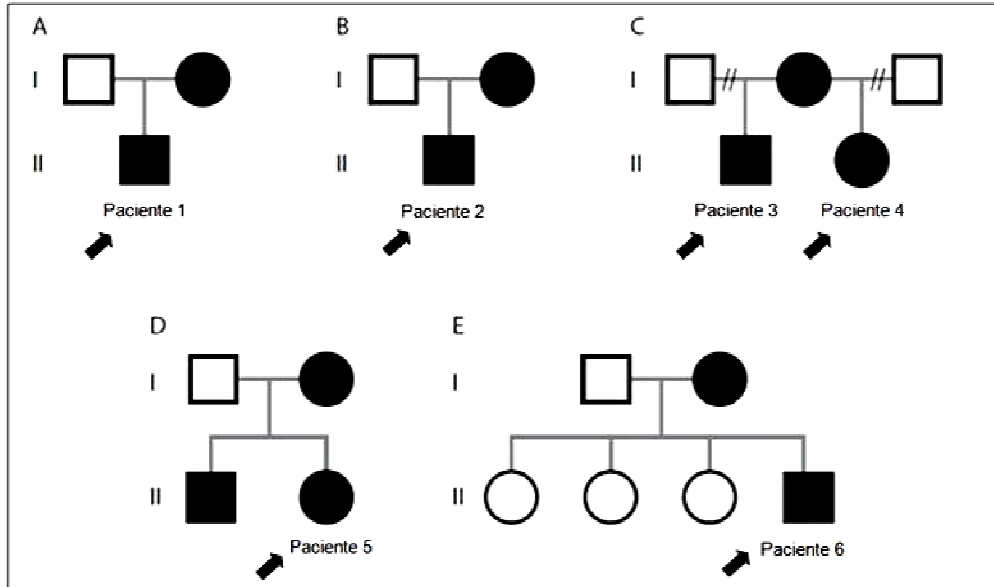 A
B
C
I
I
I
II
II
II
Paciente 1
Paciente 2
Paciente 3
Paciente 4
D
E
I
I
II
II
Paciente 5
Paciente 6